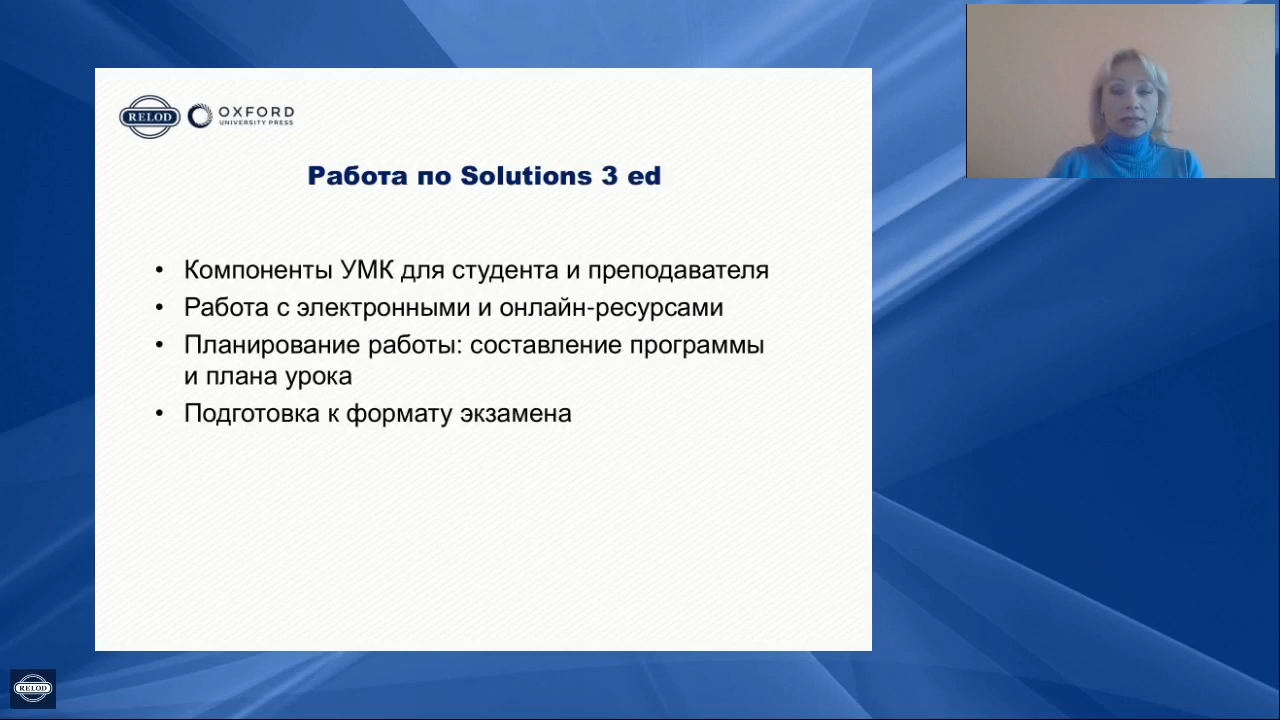 RELOD
OXFORD
UNIVERSITY PRESS
Работа по Solutions 3 ed
• Компоненты УМК для студента и преподавателя
• Работа с электронными и онлайн-ресурсами
• Планирование работы: составление программы
и плана урока
• Подготовка к формату экзамена
RELOD